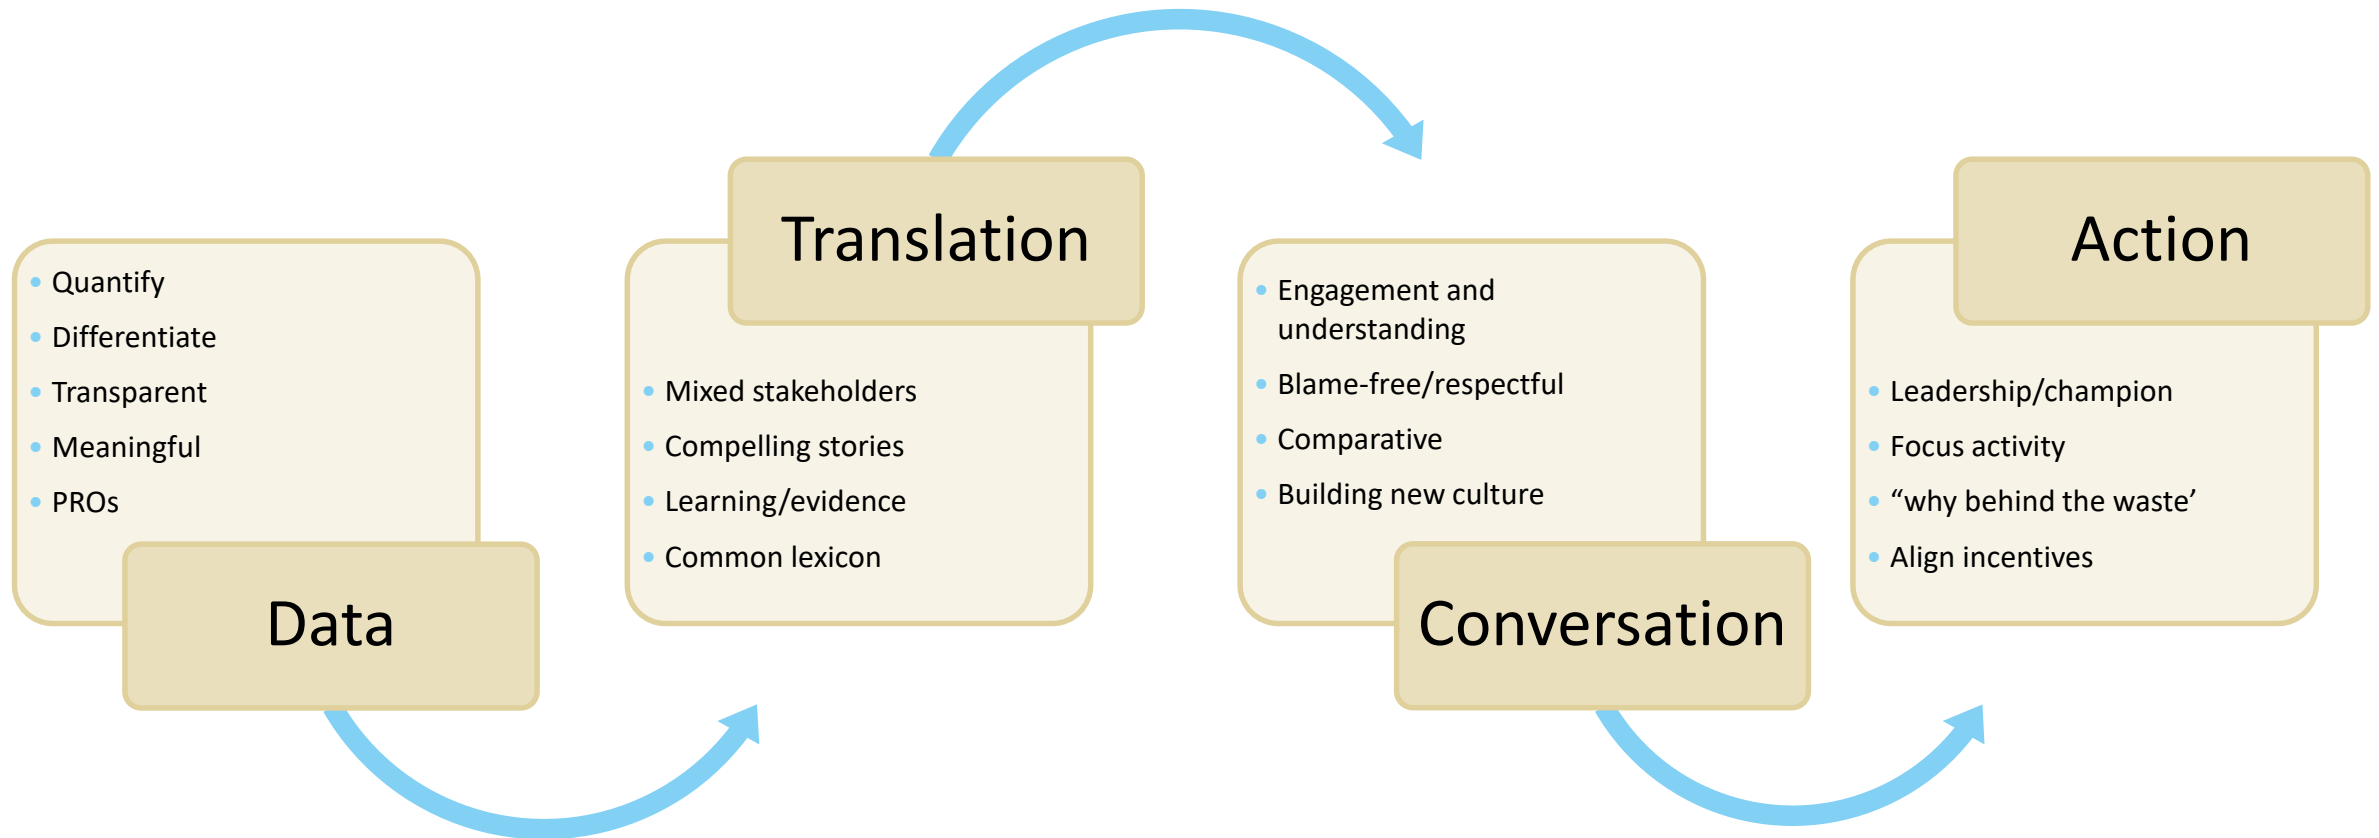 Quantify
Differentiate
Transparent
Meaningful
PROs
Data
Translation
Mixed stakeholders
Compelling stories
Learning/evidence
Common lexicon
Engagement and
understanding
Blame-free/respectful
Comparative
Building new culture
Conversation
Action
Leadership/champion
Focus activity
“why behind the waste’
Align incentives